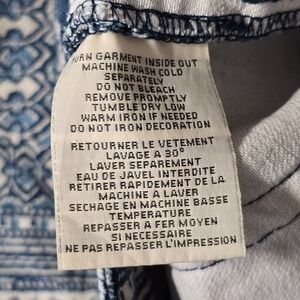 TURN GARMENT INSIDE OUT
MACHINE WASH COLD
SEPARATELY
DO NOT BLEACH
REMOVE PROMPTLY
TUMBLE DRY LOW
WARM IRON IF NEEDED
DO NOT IRON DECORATION
RETOURNER LE VETEMENT
LAVAGE A 30°
LAVER SEPAREMENT
EAU DE JAVEL INTERDITE
RETIRER RAPIDEMENT DE LA
MACHINE A LAVER
SECHAGE EN MACHINE BASSE
TEMPERATURE
REPASSER A FER MOYEN
SI NECESSAIRE
NE PAS REPASSER L'IMPRESSION